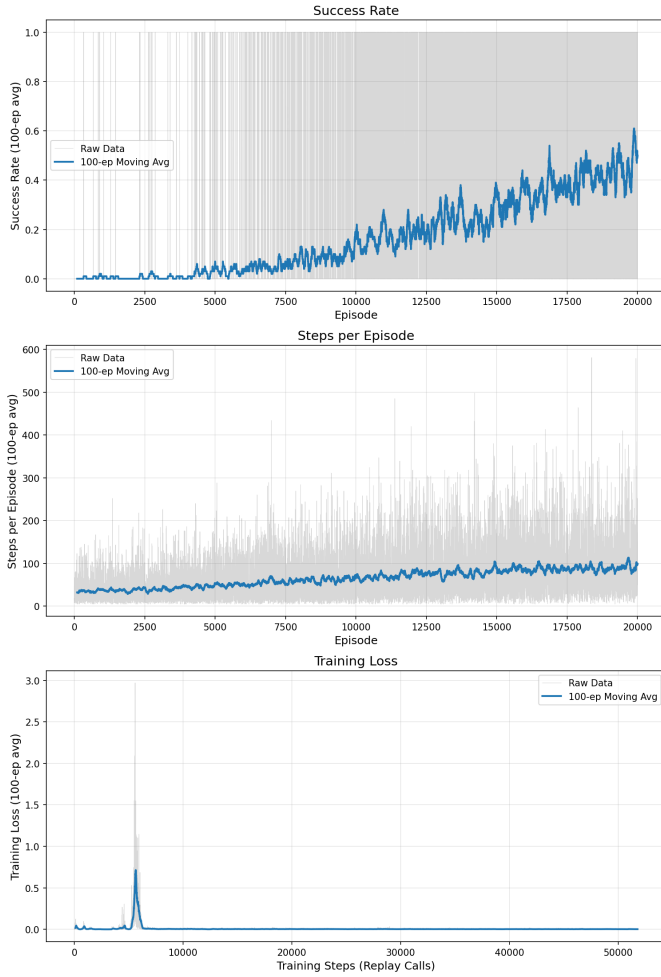 Success Rate
Success Rate (100-ep avg)
1.0
0.8
0.6
0.4
0.2
0.0
Raw Data
100-ep Moving Avg
0 2500 5000 7500 10000 12500 15000 17500 20000
Episode
Steps per Episode
Steps per Episode (100-ep avg)
600
500
400
300
200
100
0
Raw Data
100-ep Moving Avg
0 2500 5000 7500 10000 12500 15000 17500 20000
Episode
Training Loss
Training Loss (100-ep avg)
3.0
2.5
2.0
1.5
1.0
0.5
0.0
Raw Data
100-ep Moving Avg
0 10000 20000 30000 40000 50000
Training Steps (Replay Calls)